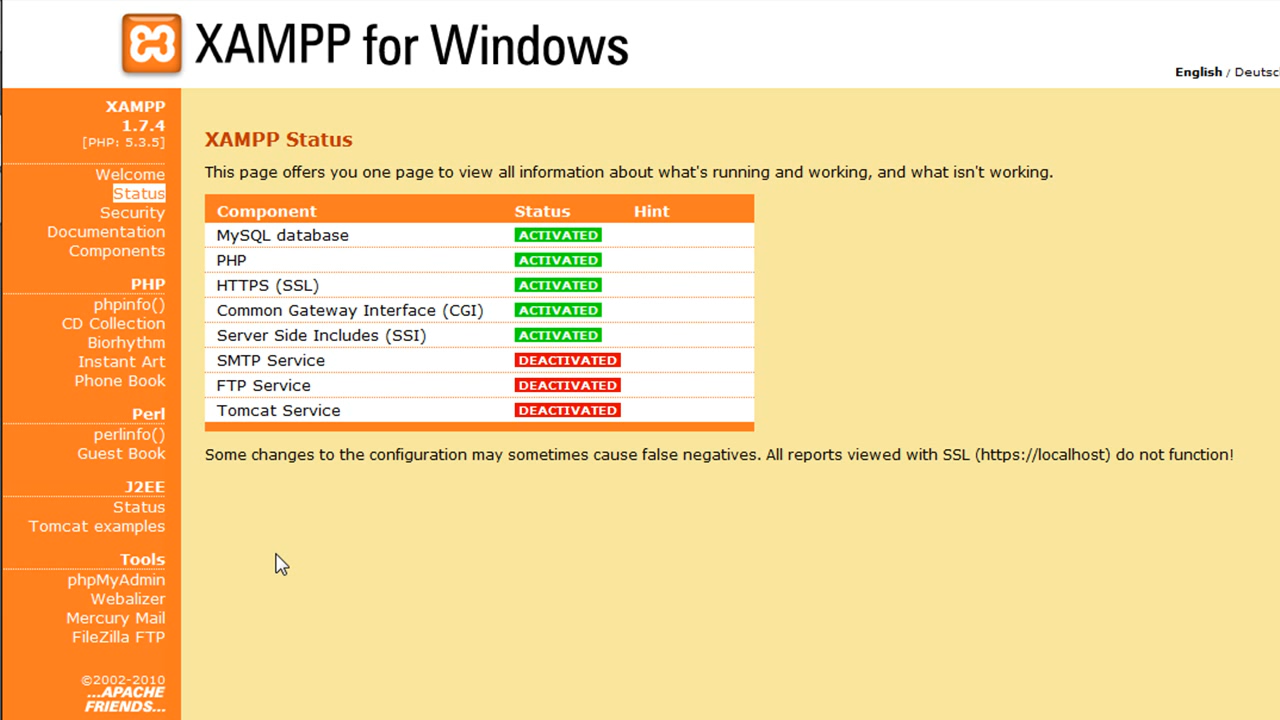 XAMPP for Windows
English / Deutsc
XAMPP
1.7.4
[PHP: 5.3.5]
Welcome
Status
Security
Documentation
Components
PHP
phpinfo()
CD Collection
Biorhythm
Instant Art
Phone Book
Perl
perlinfo()
Guest Book
J2EE
Status
Tomcat examples
Tools
phpMyAdmin
Webalizer
Mercury Mail
FileZilla FTP
©2002-2010
...APACHE
FRIENDS...
XAMPP Status
This page offers you one page to view all information about what's running and working, and what isn't working.
Component Status Hint
MySQL database ACTIVATED
PHP ACTIVATED
HTTPS (SSL) ACTIVATED
Common Gateway Interface (CGI) ACTIVATED
Server Side Includes (SSI) ACTIVATED
SMTP Service DEACTIVATED
FTP Service DEACTIVATED
Tomcat Service DEACTIVATED
Some changes to the configuration may sometimes cause false negatives. All reports viewed with SSL (https://localhost) do not function!